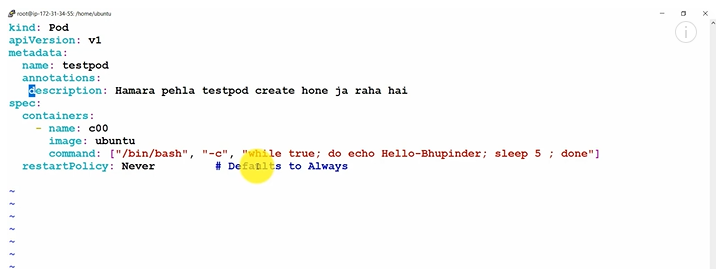 root@ip-172-31-34-55: /home/ubuntu
kind: Pod
apiVersion: v1
metadata:
  name: testpod
  annotations:
   description: Hamara pehla testpod create hone ja raha hai
spec:
  containers:
    - name: c00
      image: ubuntu
      command: ["/bin/bash", "-c", "while true; do echo Hello-Bhupinder; sleep 5 ; done"]
  restartPolicy: Never         # Defaults to Always
~
~
~
~
~
~
~